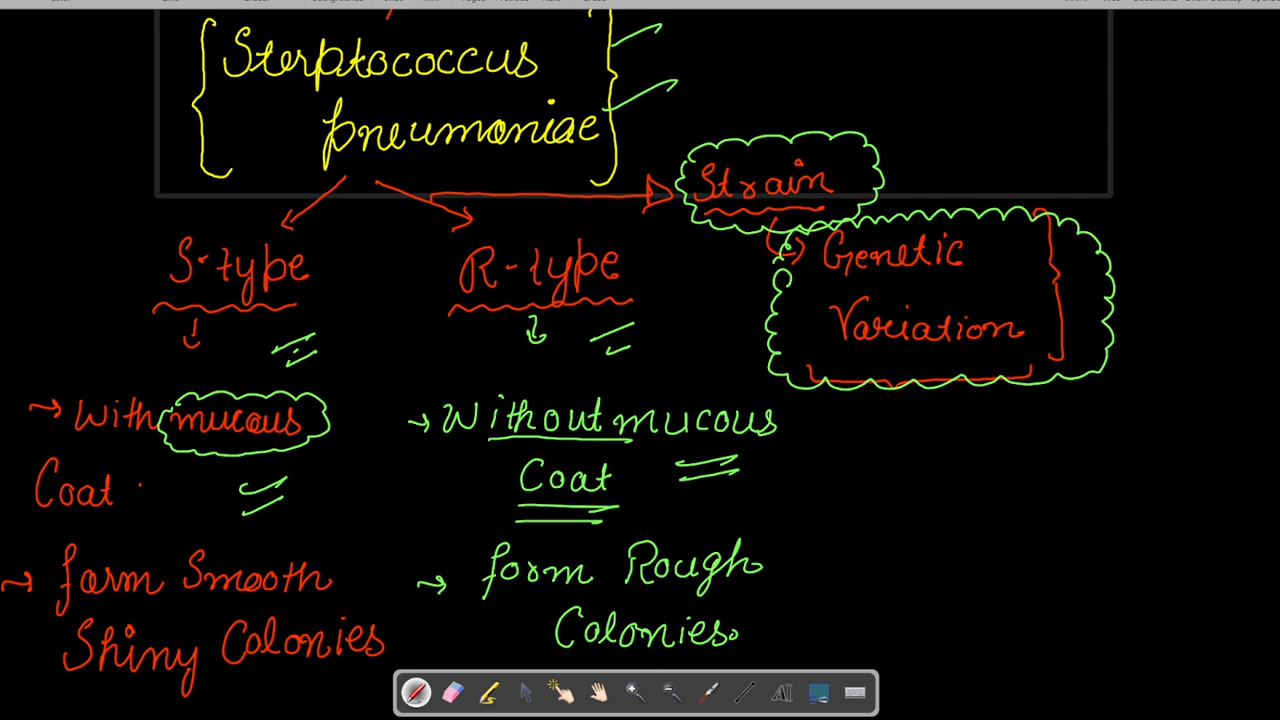 Sterptococcus
pneumoniae
Strain
S-type
R-type
Genetic
Variation
With mucous
Coat
Without mucous
Coat
form Smooth
Shiny Colonies
form Rough
Colonies.
AI